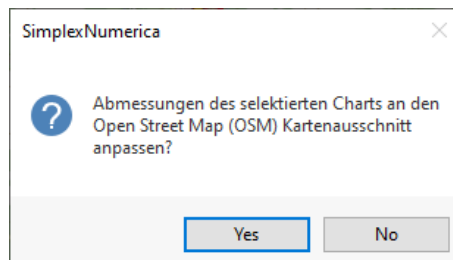 SimplexNumerica
Abmessungen des selektierten Charts an den
Open Street Map (OSM) Kartenausschnitt
anpassen?
Yes
No